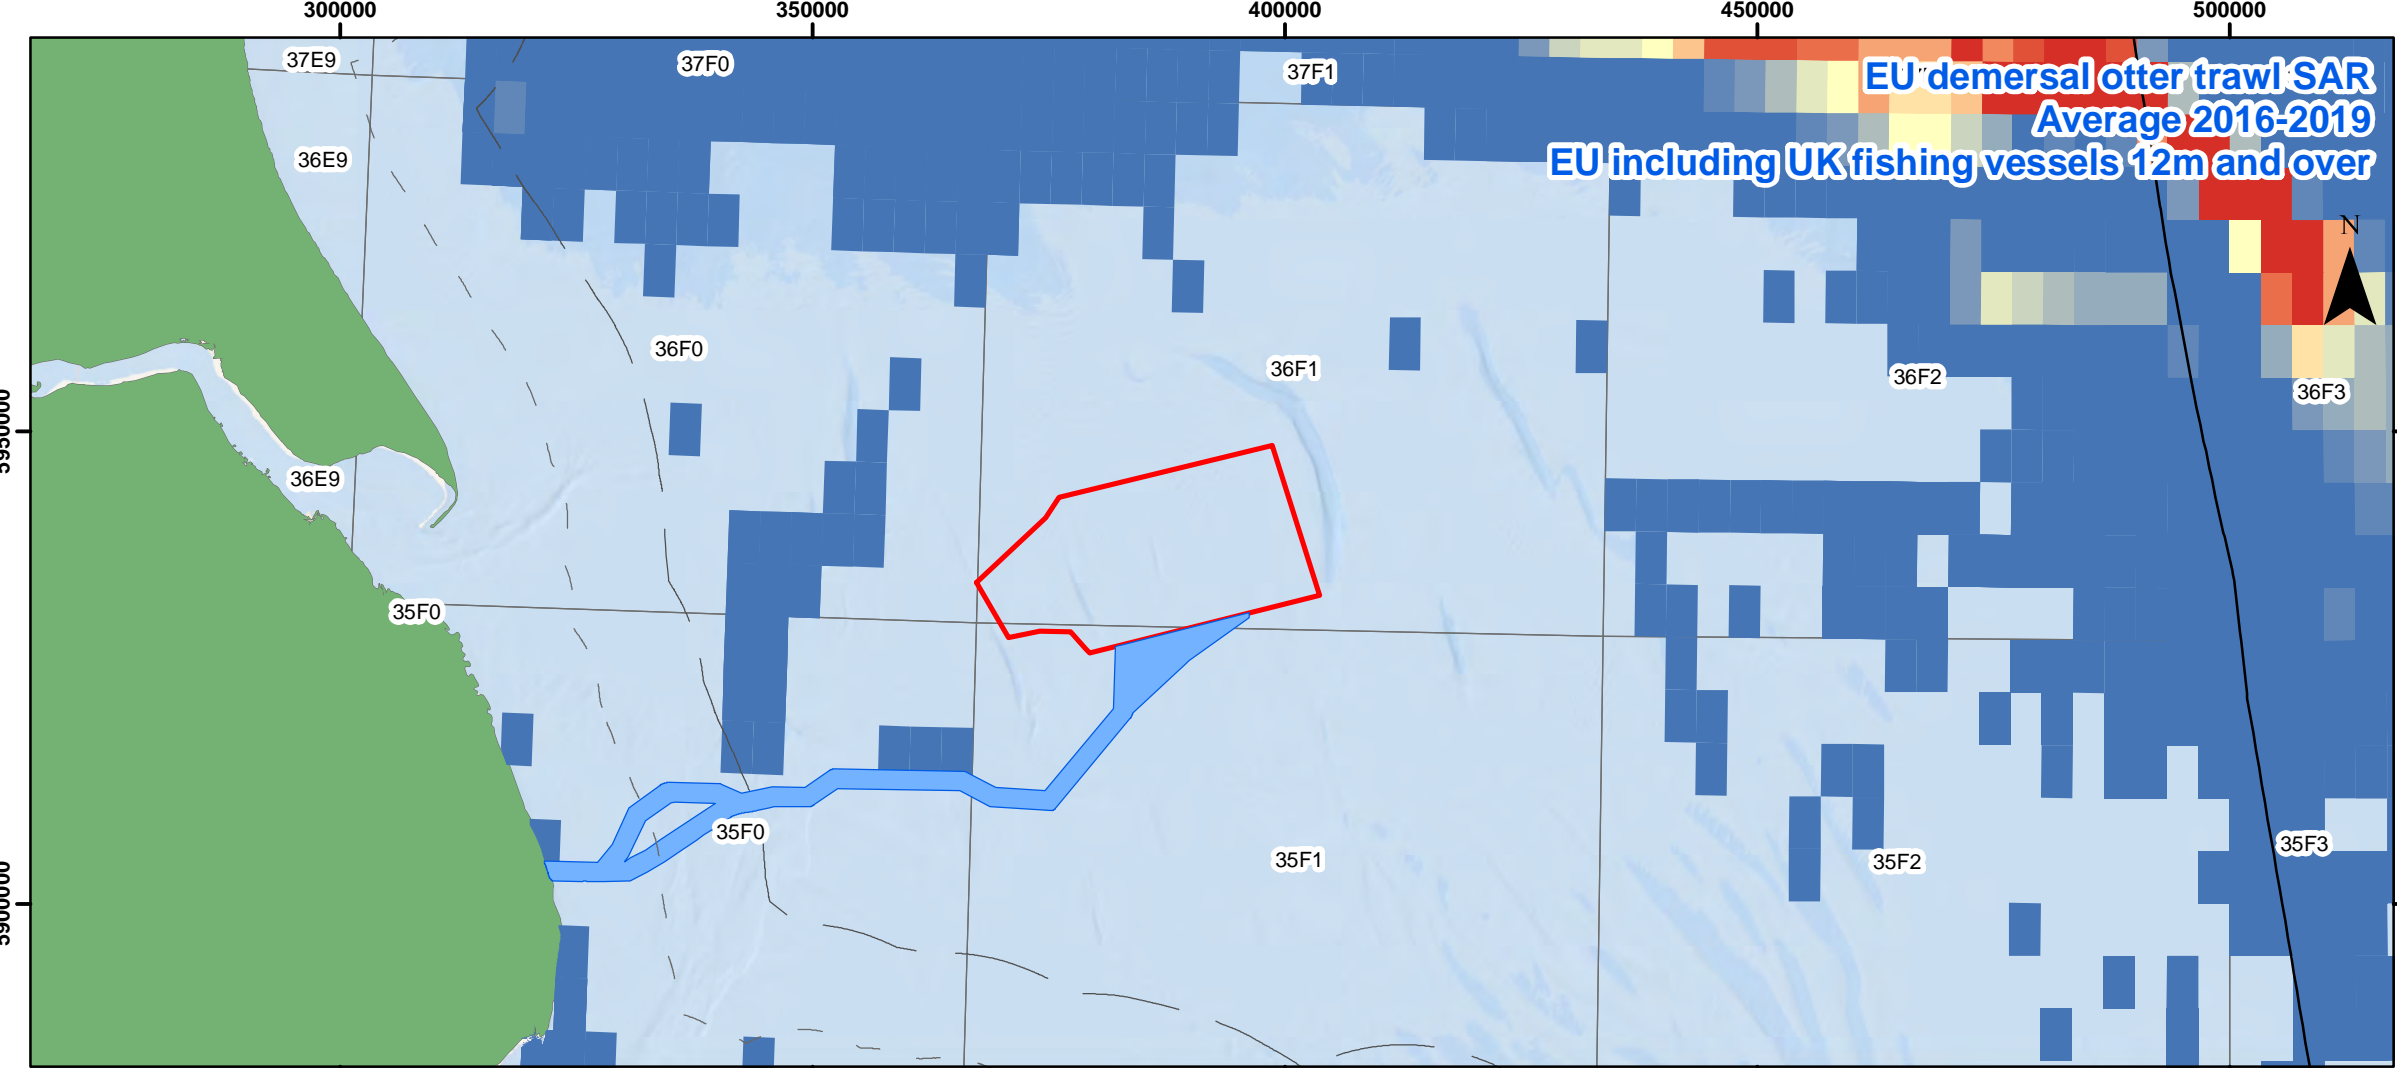 300000
350000
400000
450000
500000
37E9
37F0
37F1
EU demersal otter trawl SAR
Average 2016-2019
EU including UK fishing vessels 12m and over
36E9
N
36F0
36F1
36F2
36F3
36E9
35F0
35F0
35F1
35F2
35F3
5900000